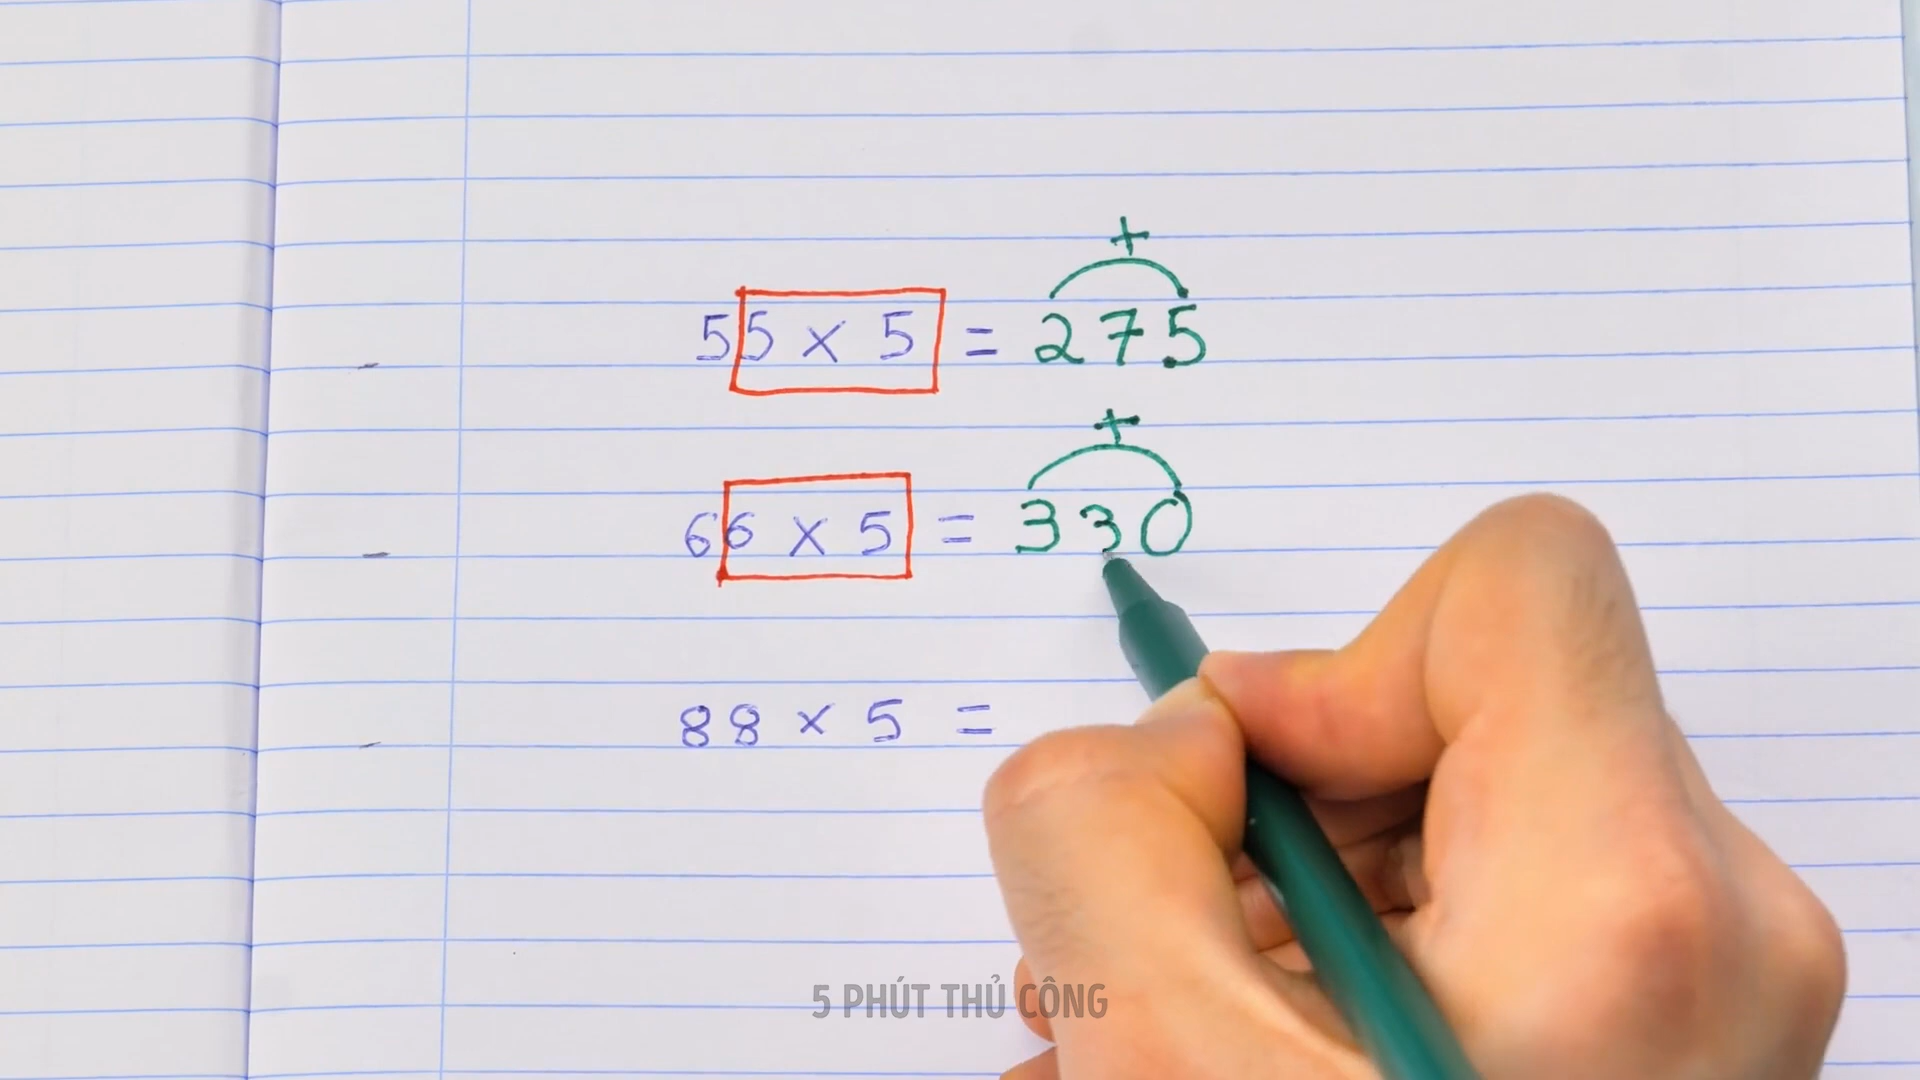 +
55 x 5 = 275
+
66 x 5 = 330
88 x 5 =
5 PHÚT THỦ CÔNG